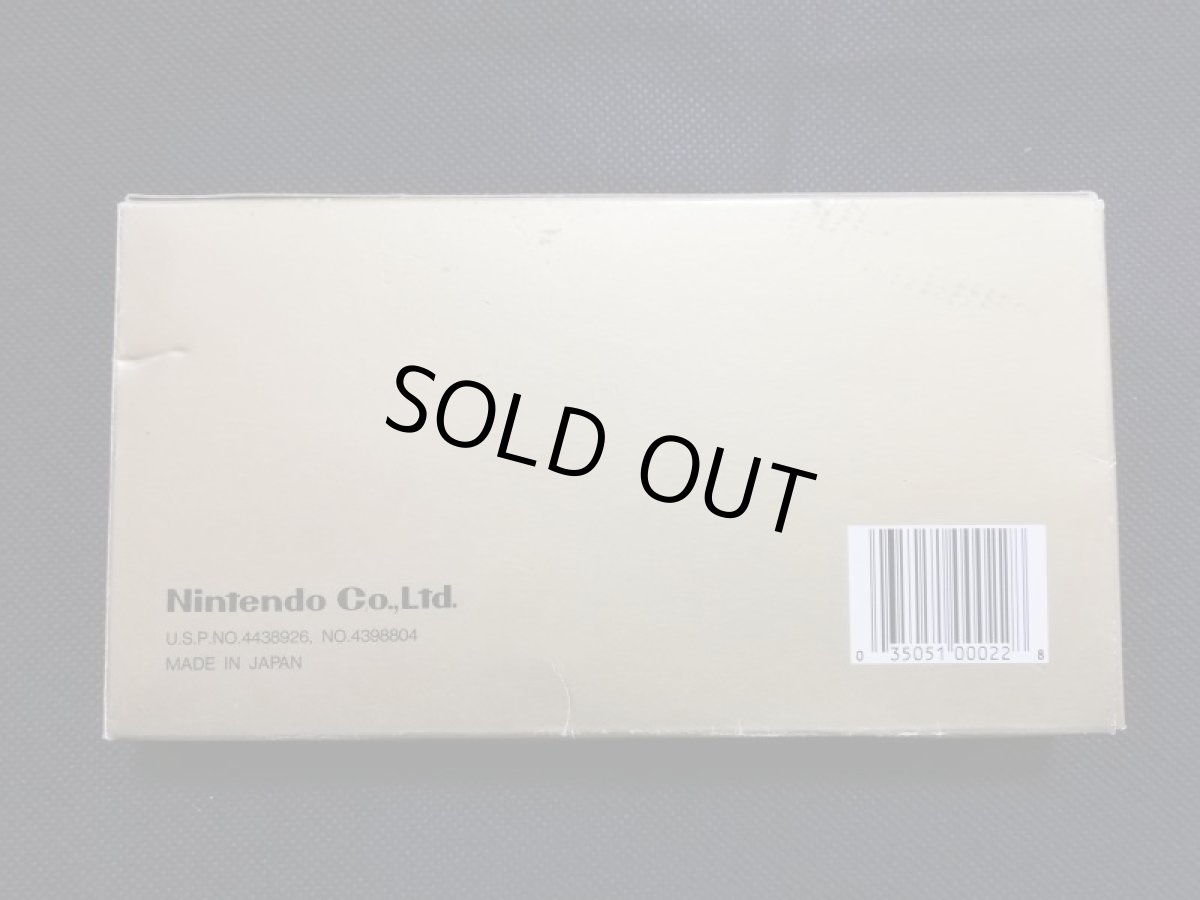 SOLD OUT
Nintendo Co.,Ltd.
U.S.P.NO.4438926, NO.4398804
MADE IN JAPAN
0 35051 00022 8